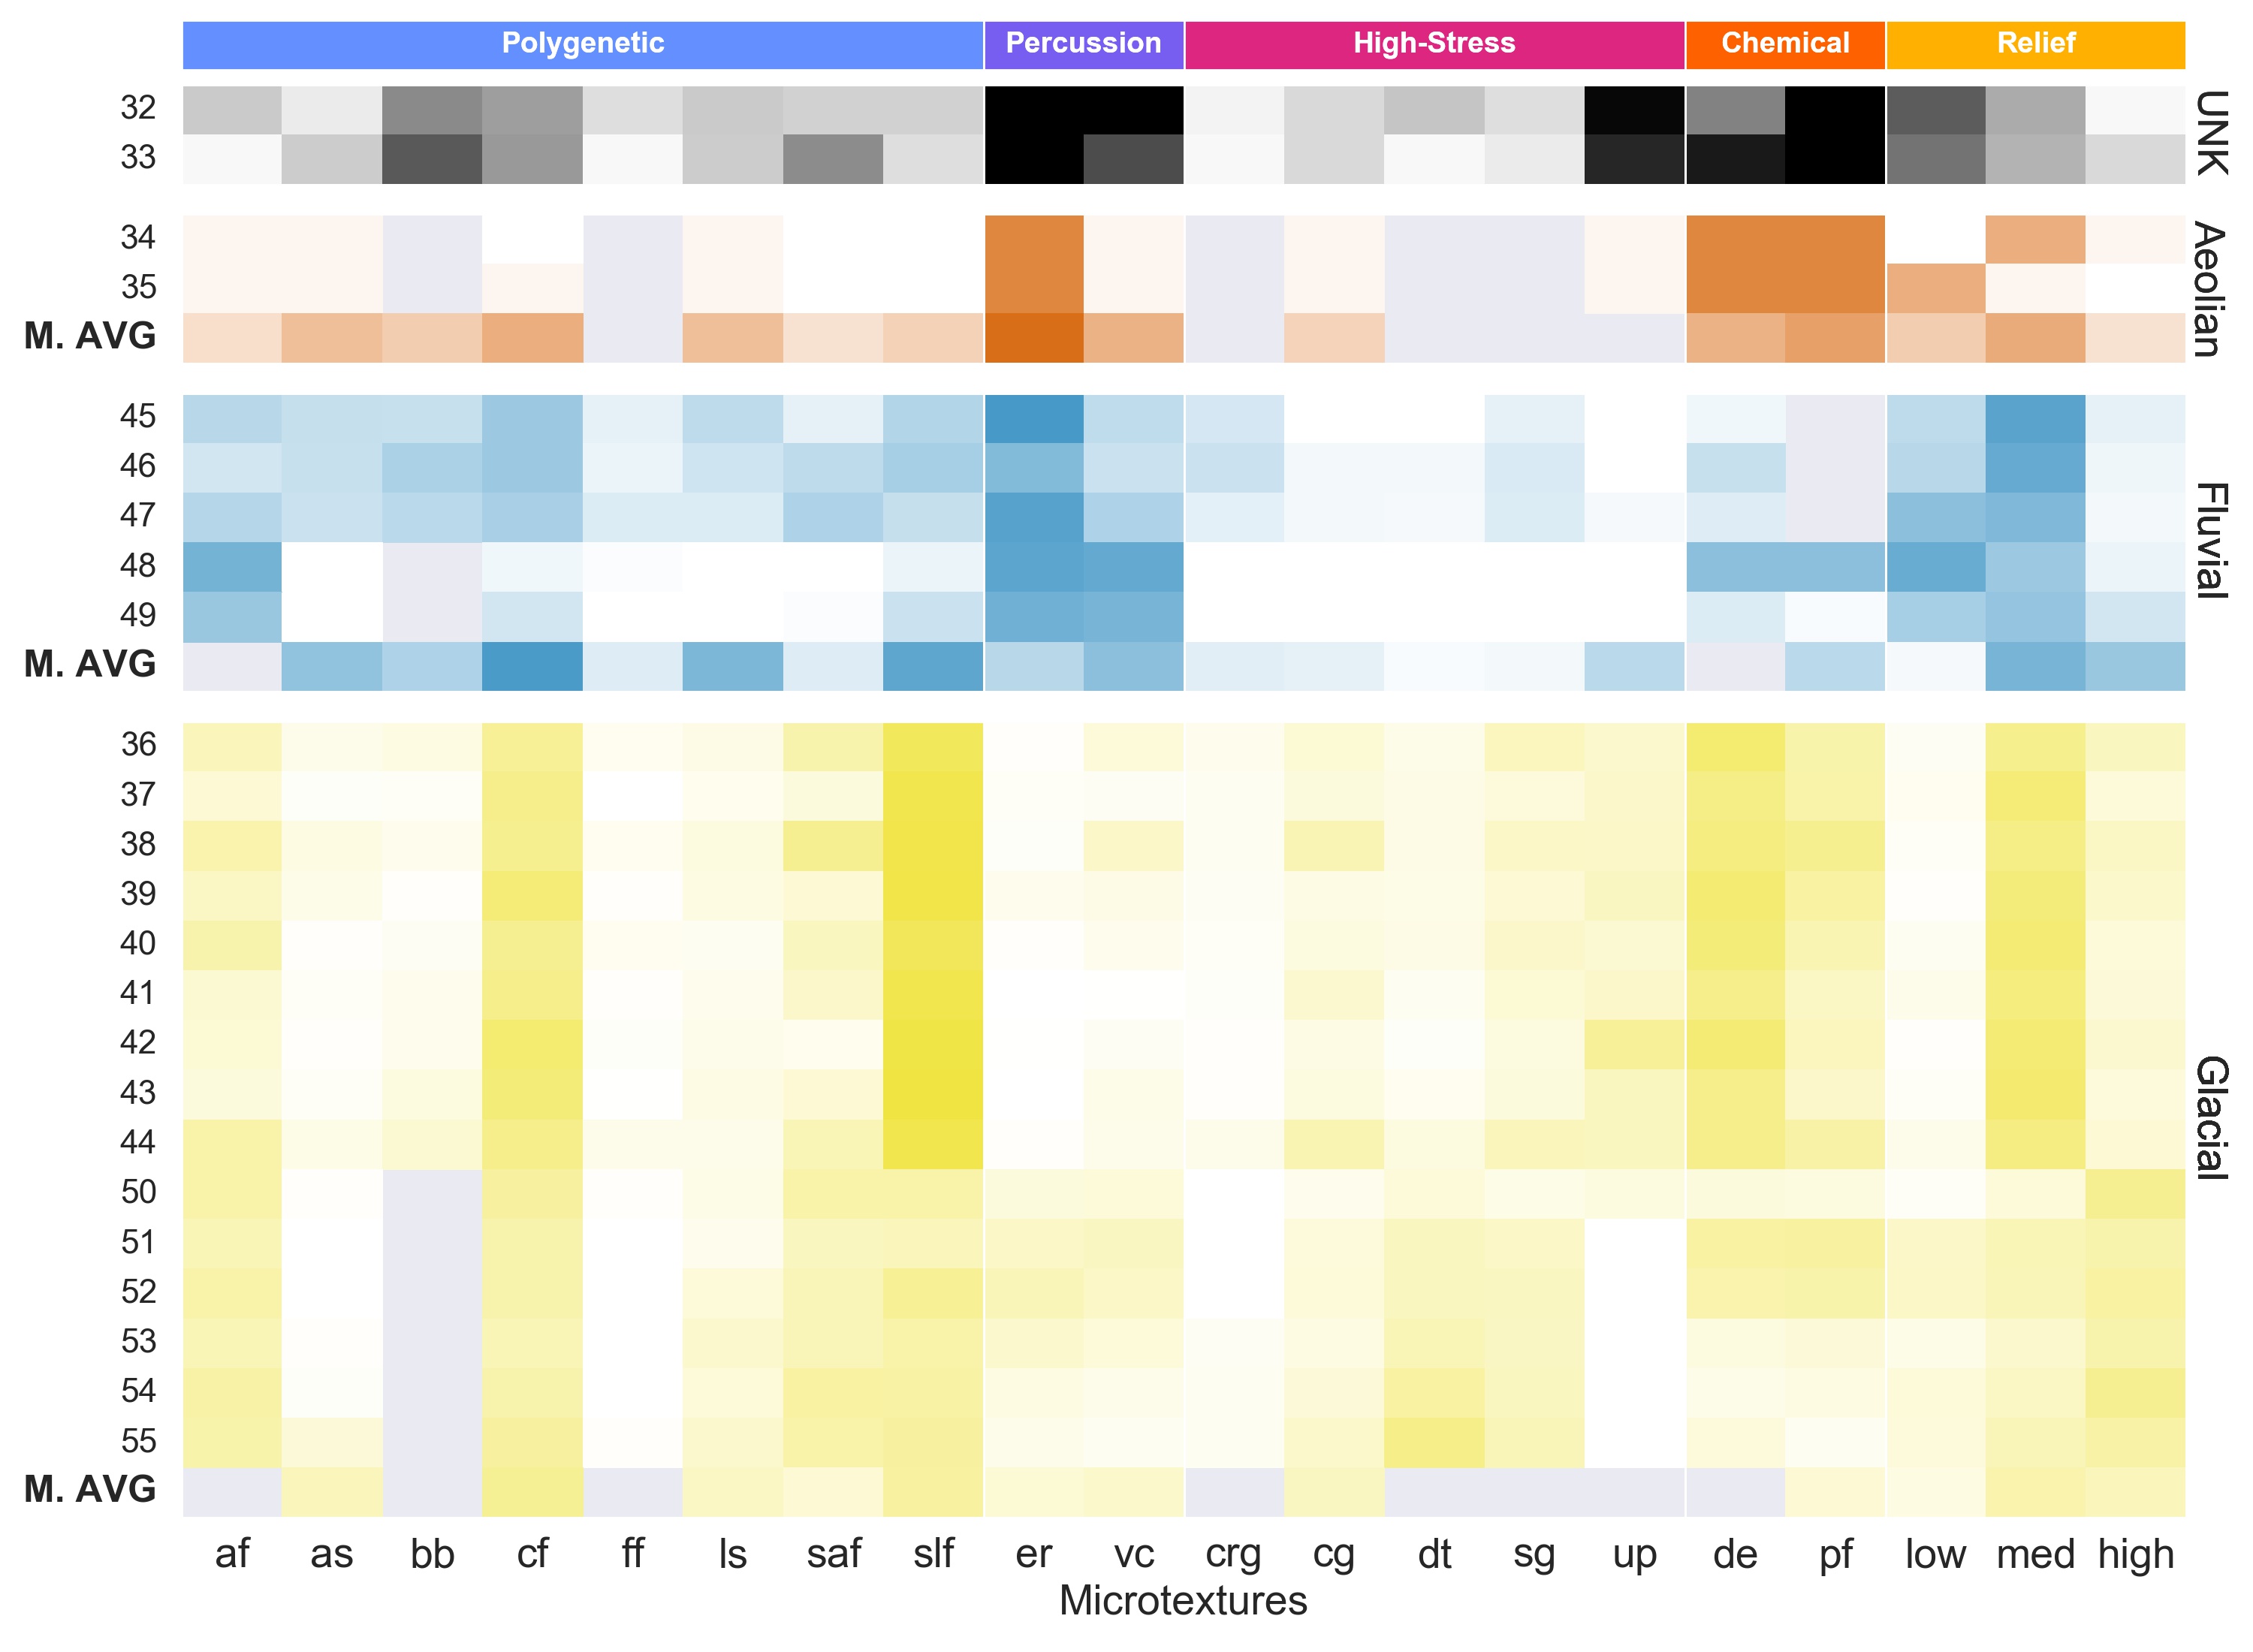 Polygenetic Percussion High-Stress Chemical Relief
32
33
UNK
34
35
M. AVG
Aeolian
45
46
47
48
49
M. AVG
Fluvial
36
37
38
39
40
41
42
43
44
50
51
52
53
54
55
M. AVG
Glacial
af as bb cf ff ls saf slf er vc crg cg dt sg up de pf low med high
Microtextures